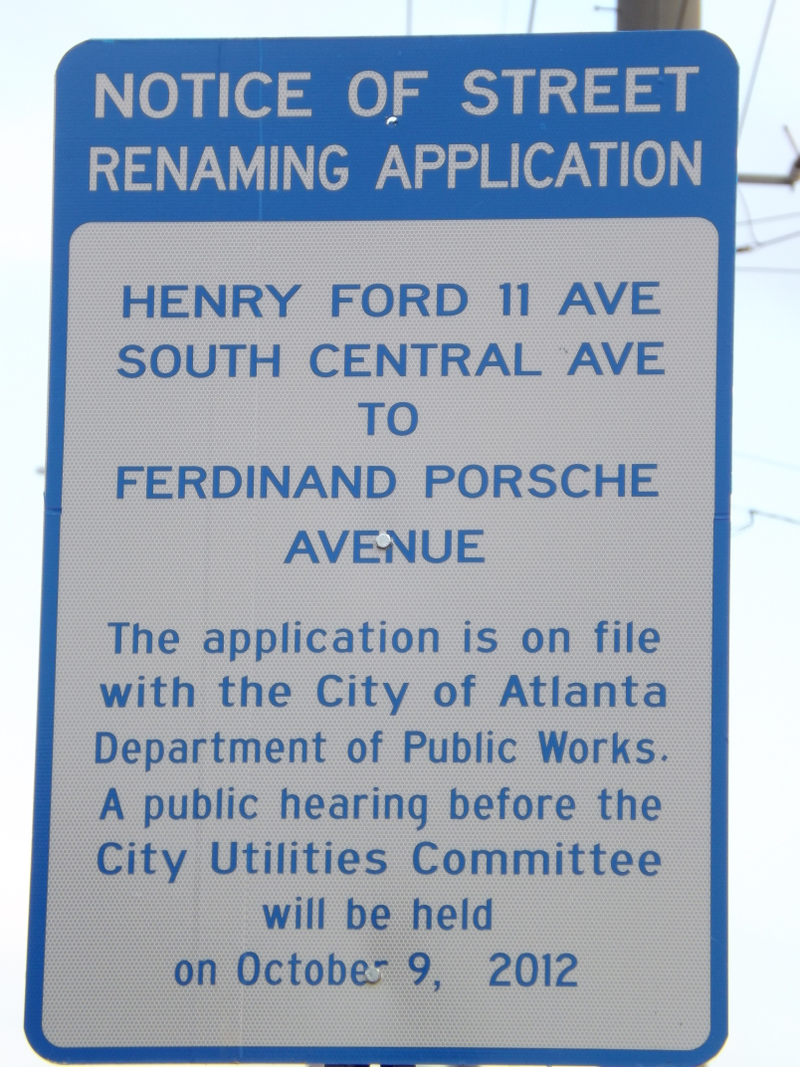 NOTICE OF STREET
RENAMING APPLICATION
HENRY FORD 11 AVE
SOUTH CENTRAL AVE
TO
FERDINAND PORSCHE
AVENUE
The application is on file
with the City of Atlanta
Department of Public Works.
A public hearing before the
City Utilities Committee
will be held
on October 9, 2012